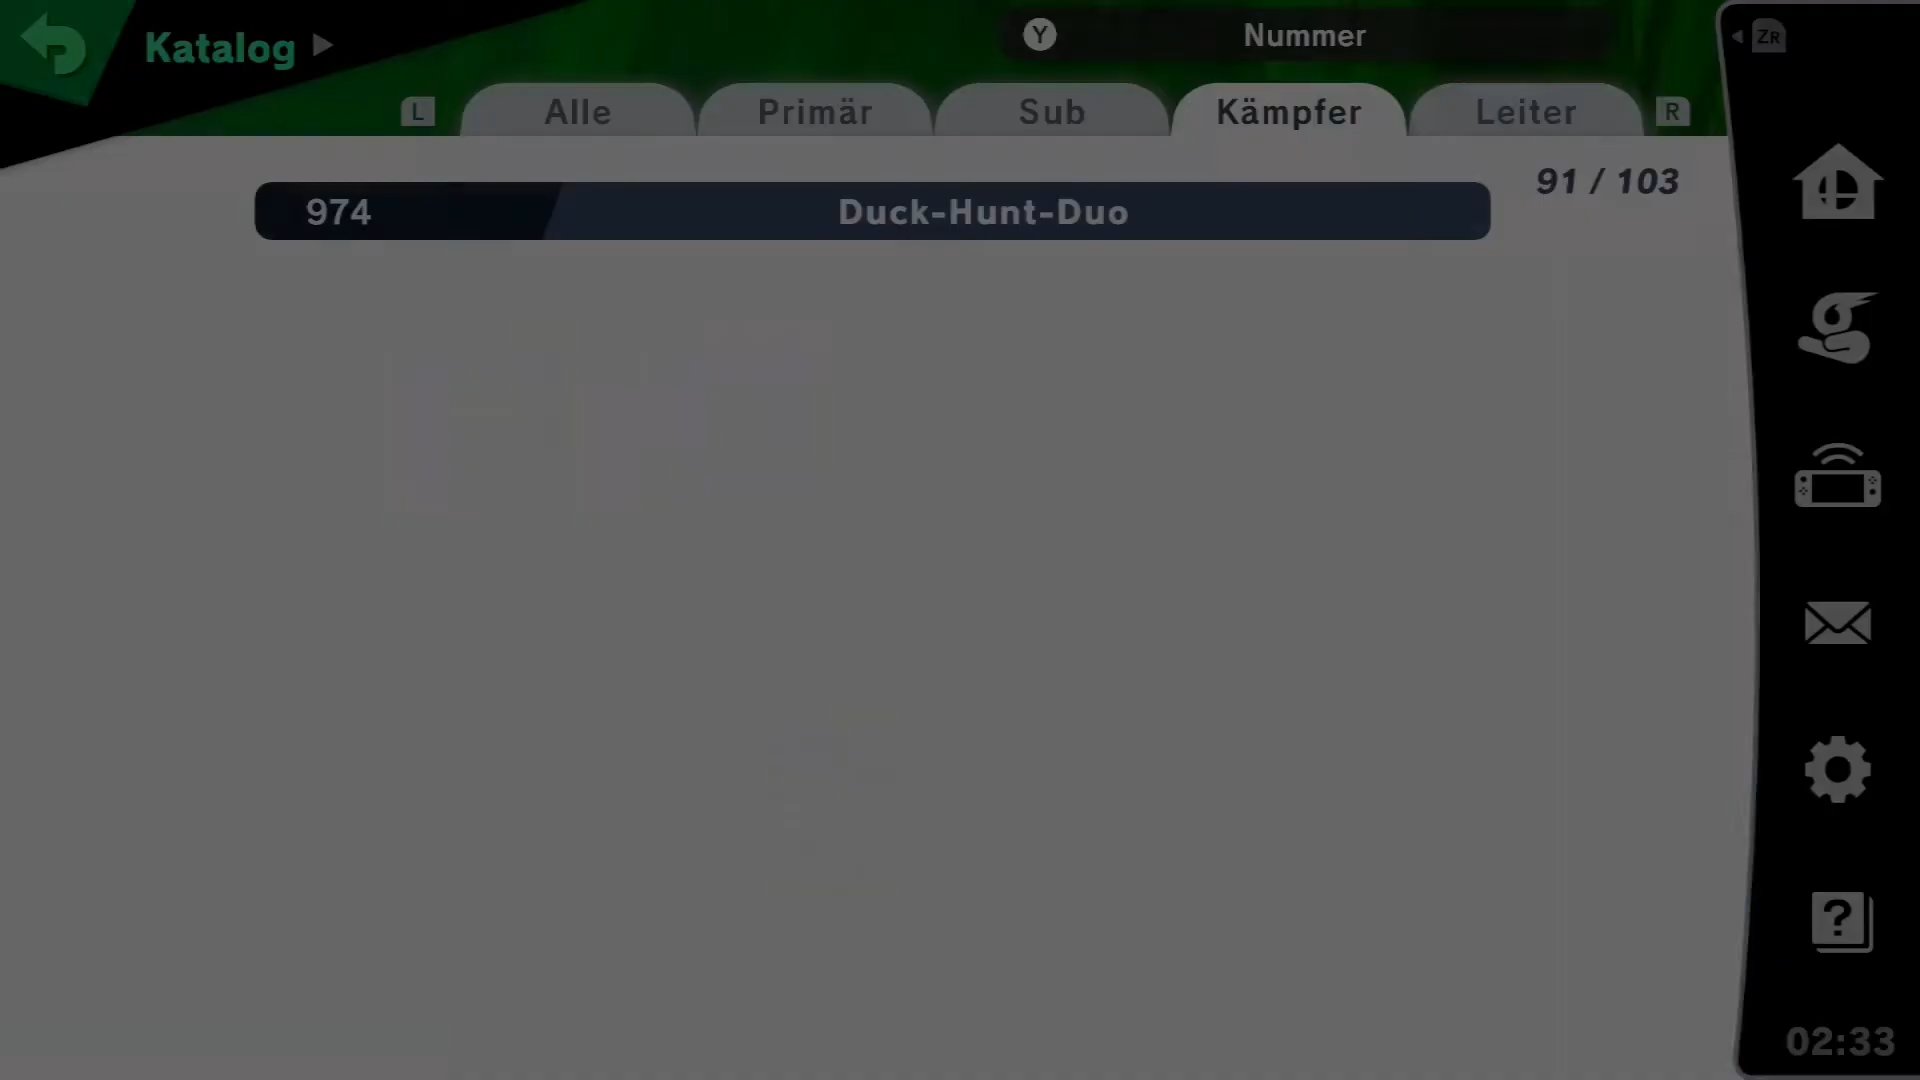 Katalog
Y Nummer
ZR
L Alle Primär Sub Kämpfer Leiter R
91 / 103
974 Duck-Hunt-Duo
?
02:33